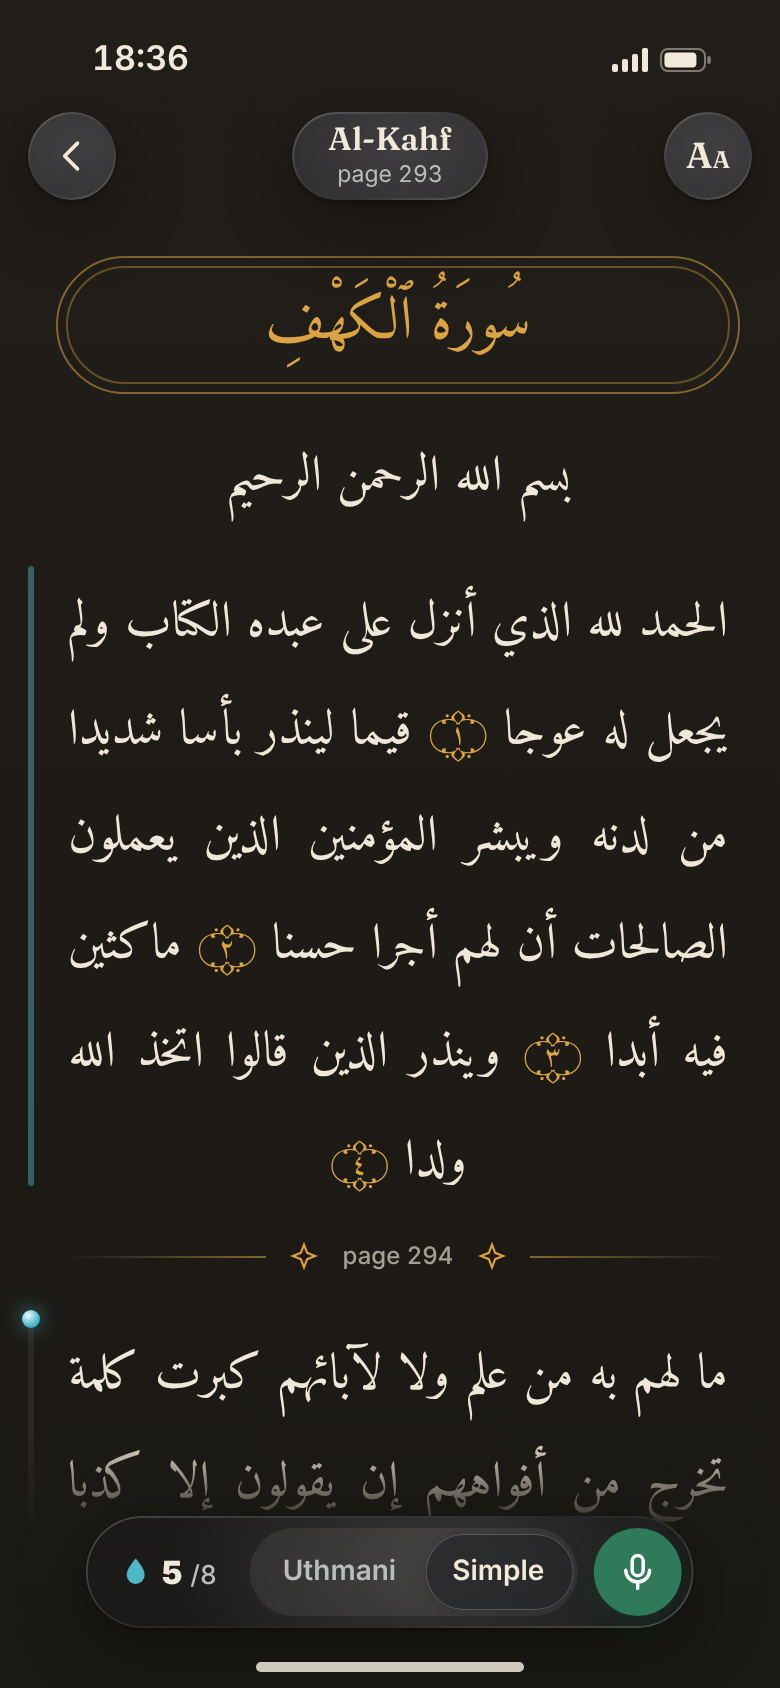 18:36
Al-Kahf
page 293
AA
سُورَةُ ٱلْكَهْفِ
بسم الله الرحمن الرحيم
الحمد لله الذي أنزل على عبده الكتاب ولم
يجعل له عوجا ١ قيما لينذر بأسا شديدا
من لدنه ويبشر المؤمنين الذين يعملون
الصالحات أن لهم أجرا حسنا ٢ ماكثين
فيه أبدا ٣ وينذر الذين قالوا اتخذ الله
ولدا ٤
page 294
ما لهم به من علم ولا لآبائهم كبرت كلمة
تخرج من أفواههم إن يقولون إلا كذبا
5 /8
Uthmani
Simple